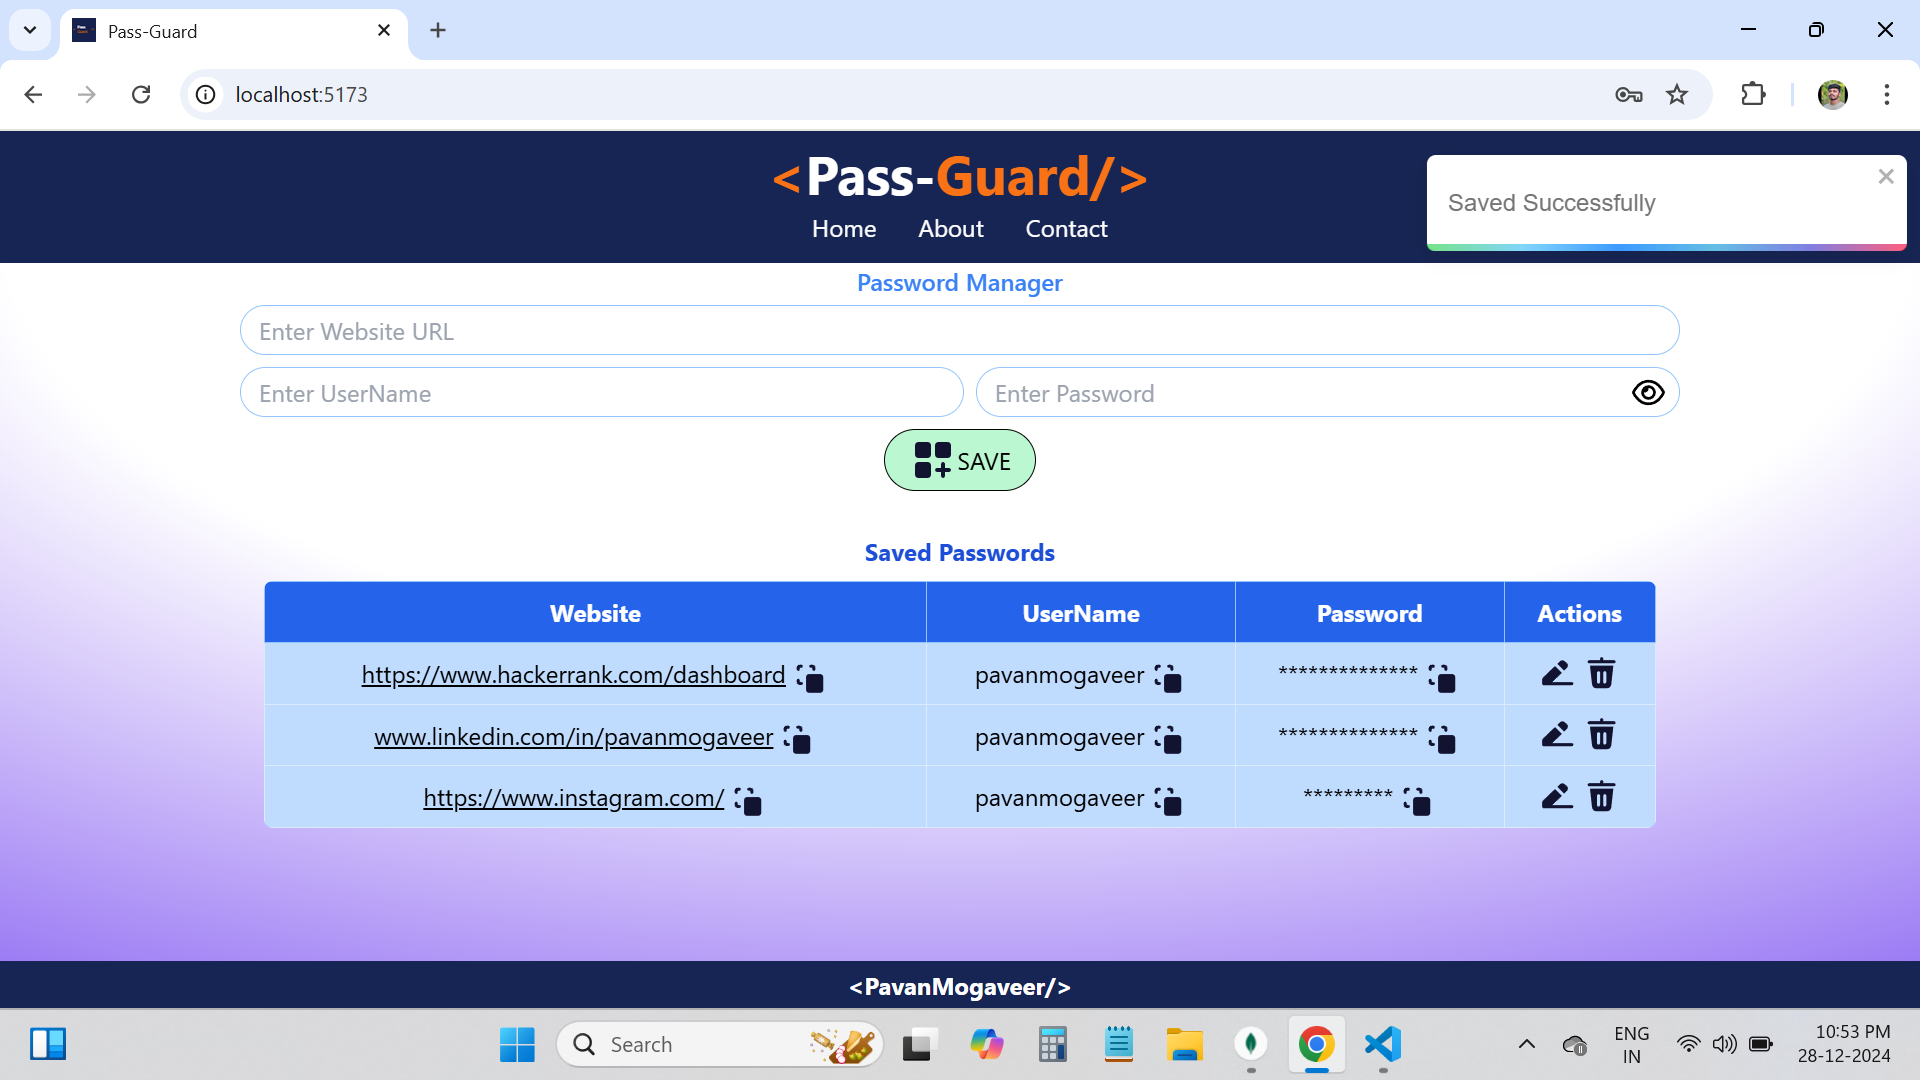 Pass-Guard
localhost:5173
<Pass-Guard/>
Home About Contact
Saved Successfully
Password Manager
Enter Website URL
Enter UserName Enter Password
SAVE
Saved Passwords
Website UserName Password Actions
https://www.hackerrank.com/dashboard pavanmogaveer **************
www.linkedin.com/in/pavanmogaveer pavanmogaveer **************
https://www.instagram.com/ pavanmogaveer *********
<PavanMogaveer/>
Search
ENG
IN
10:53 PM
28-12-2024